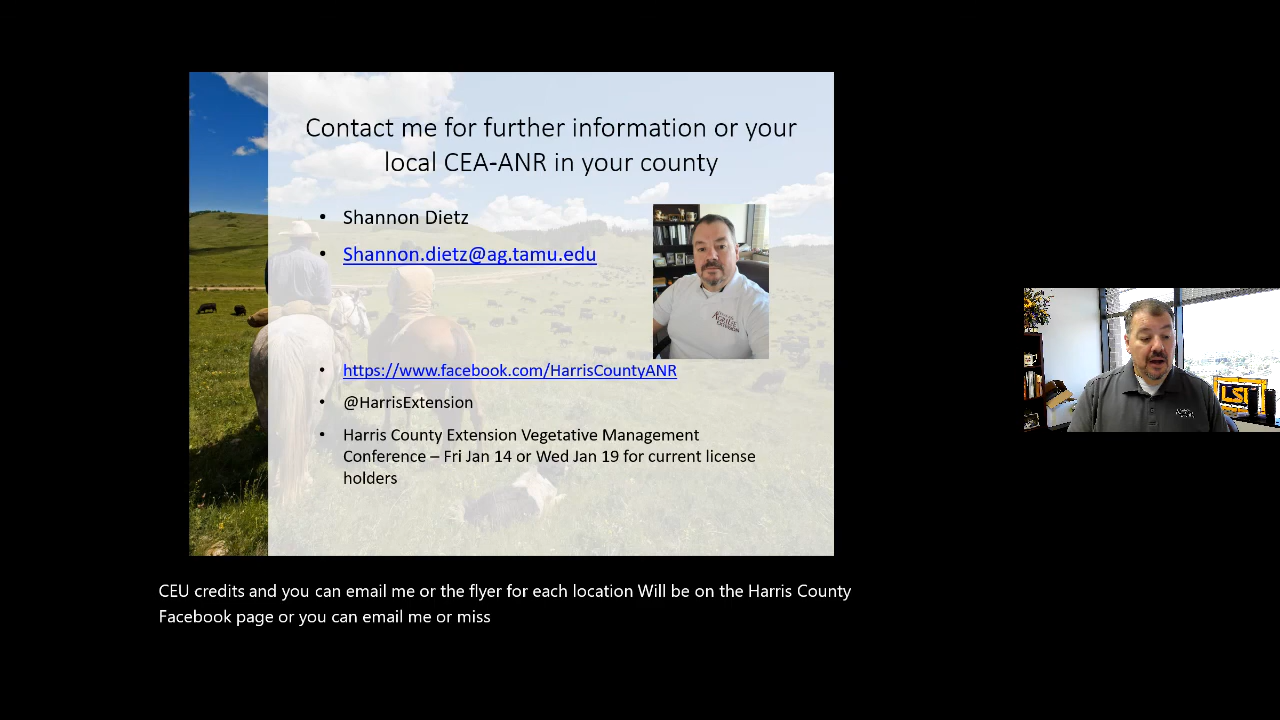 Contact me for further information or your
local CEA-ANR in your county
• Shannon Dietz
• Shannon.dietz@ag.tamu.edu
• https://www.facebook.com/HarrisCountyANR
• @HarrisExtension
• Harris County Extension Vegetative Management
Conference – Fri Jan 14 or Wed Jan 19 for current license
holders
CEU credits and you can email me or the flyer for each location Will be on the Harris County
Facebook page or you can email me or miss